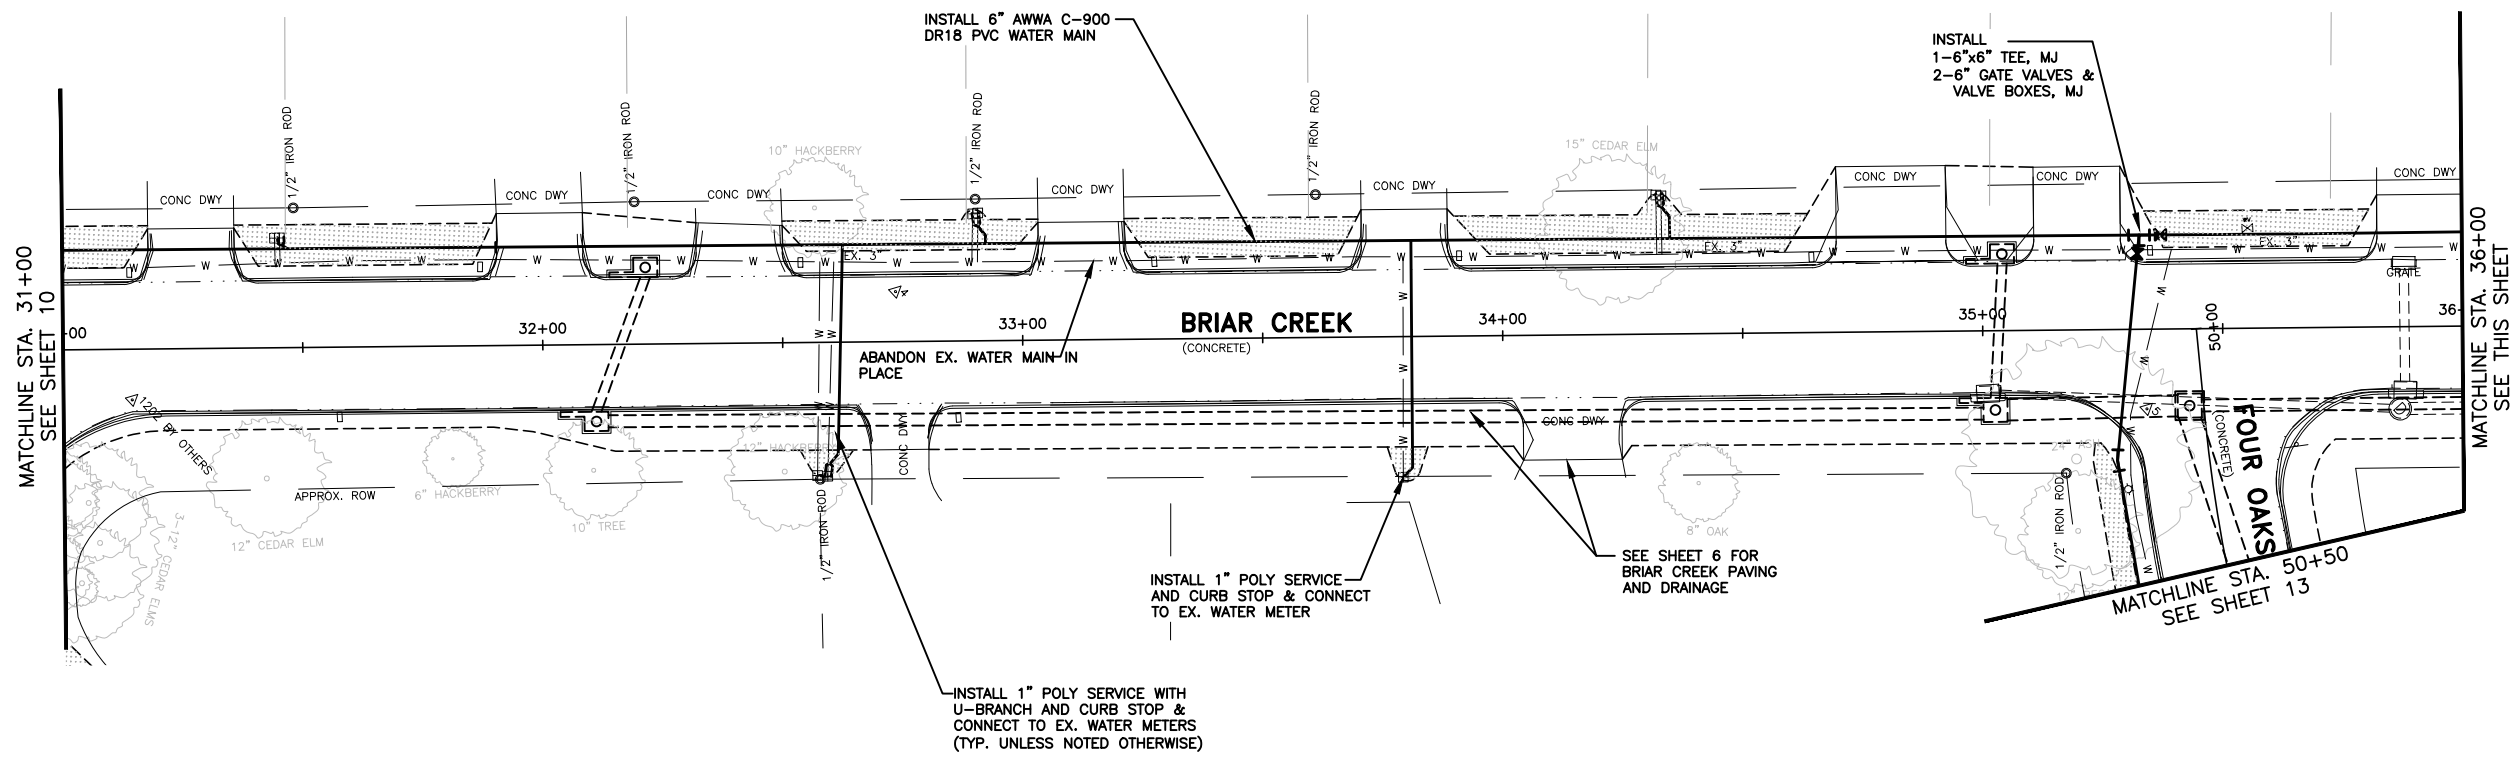 INSTALL 6" AWWA C-900
DR18 PVC WATER MAIN
INSTALL
1-6"x6" TEE, MJ
2-6" GATE VALVES &
VALVE BOXES, MJ
1/2" IRON ROD
1/2" IRON ROD
10" HACKBERRY
1/2" IRON ROD
1/2" IRON ROD
15" CEDAR ELM
CONC DWY
CONC DWY
CONC DWY
CONC DWY
CONC DWY
CONC DWY
CONC DWY
CONC DWY
W W W W W W W W W W W W W W W W W W W W W W W W W W W W W W W W W
EX. 3"
EX. 3"
EX. 3"
GRATE
MATCHLINE STA. 31+00
SEE SHEET 10
MATCHLINE STA. 36+00
SEE THIS SHEET
-00
32+00
33+00
34+00
35+00
36-
4
BRIAR CREEK
(CONCRETE)
50+00
ABANDON EX. WATER MAIN IN
PLACE
W W
W
W
W
W
W
1202 BY OTHERS
5
FOUR OAKS
(CONCRETE)
CONC DWY
CONC DWY
12" HACKBERRY
24" ASH
APPROX. ROW
6" HACKBERRY
10" TREE
12" CEDAR ELM
3-12" CEDAR ELMS
8" OAK
1/2" IRON ROD
1/2" IRON ROD
W
W
SEE SHEET 6 FOR
BRIAR CREEK PAVING
AND DRAINAGE
INSTALL 1" POLY SERVICE
AND CURB STOP & CONNECT
TO EX. WATER METER
MATCHLINE STA. 50+50
SEE SHEET 13
INSTALL 1" POLY SERVICE WITH
U-BRANCH AND CURB STOP &
CONNECT TO EX. WATER METERS
(TYP. UNLESS NOTED OTHERWISE)